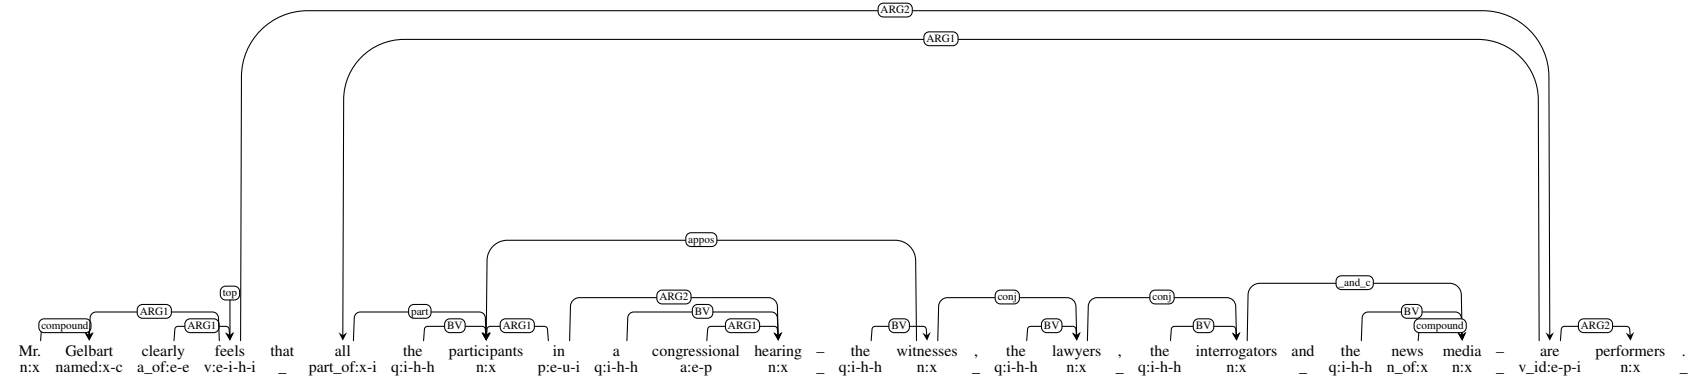 ARG2
ARG1
appos
top
ARG2 conj conj _and_c
ARG1 part BV BV
compound ARG1 BV ARG1 ARG1 BV BV BV compound ARG2
Mr. Gelbart clearly feels that all the participants in a congressional hearing – the witnesses , the lawyers , the interrogators and the news media – are performers .
n:x named:x-c a_of:e-e v:e-i-h-i _ part_of:x-i q:i-h-h n:x p:e-u-i q:i-h-h a:e-p n:x _ q:i-h-h n:x _ q:i-h-h n:x _ q:i-h-h n:x _ q:i-h-h n_of:x n:x _ v_id:e-p-i n:x _